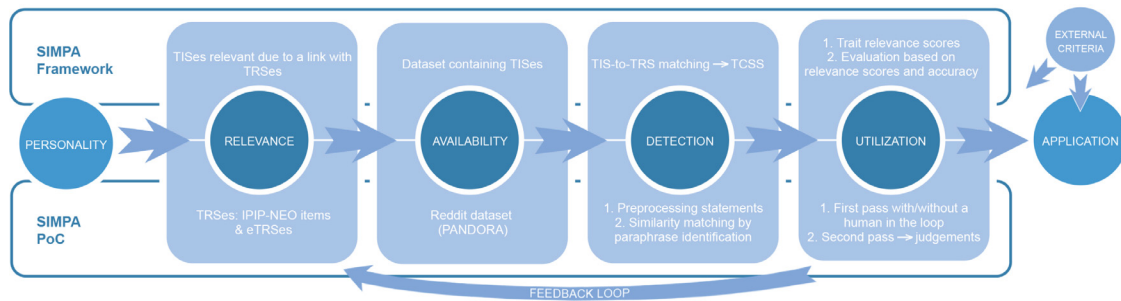 SIMPA
Framework
TISes relevant due to a link with
TRSes
Dataset containing TISes
TIS-to-TRS matching → TCSS
1. Trait relevance scores
2. Evaluation based on
relevance scores and accuracy
EXTERNAL
CRITERIA
PERSONALITY
RELEVANCE
AVAILABILITY
DETECTION
UTILIZATION
APPLICATION
SIMPA
PoC
TRSes: IPIP-NEO items
& eTRSes
Reddit dataset
(PANDORA)
1. Preprocessing statements
2. Similarity matching by
paraphrase identification
1. First pass with/without a
human in the loop
2. Second pass → judgements
FEEDBACK LOOP